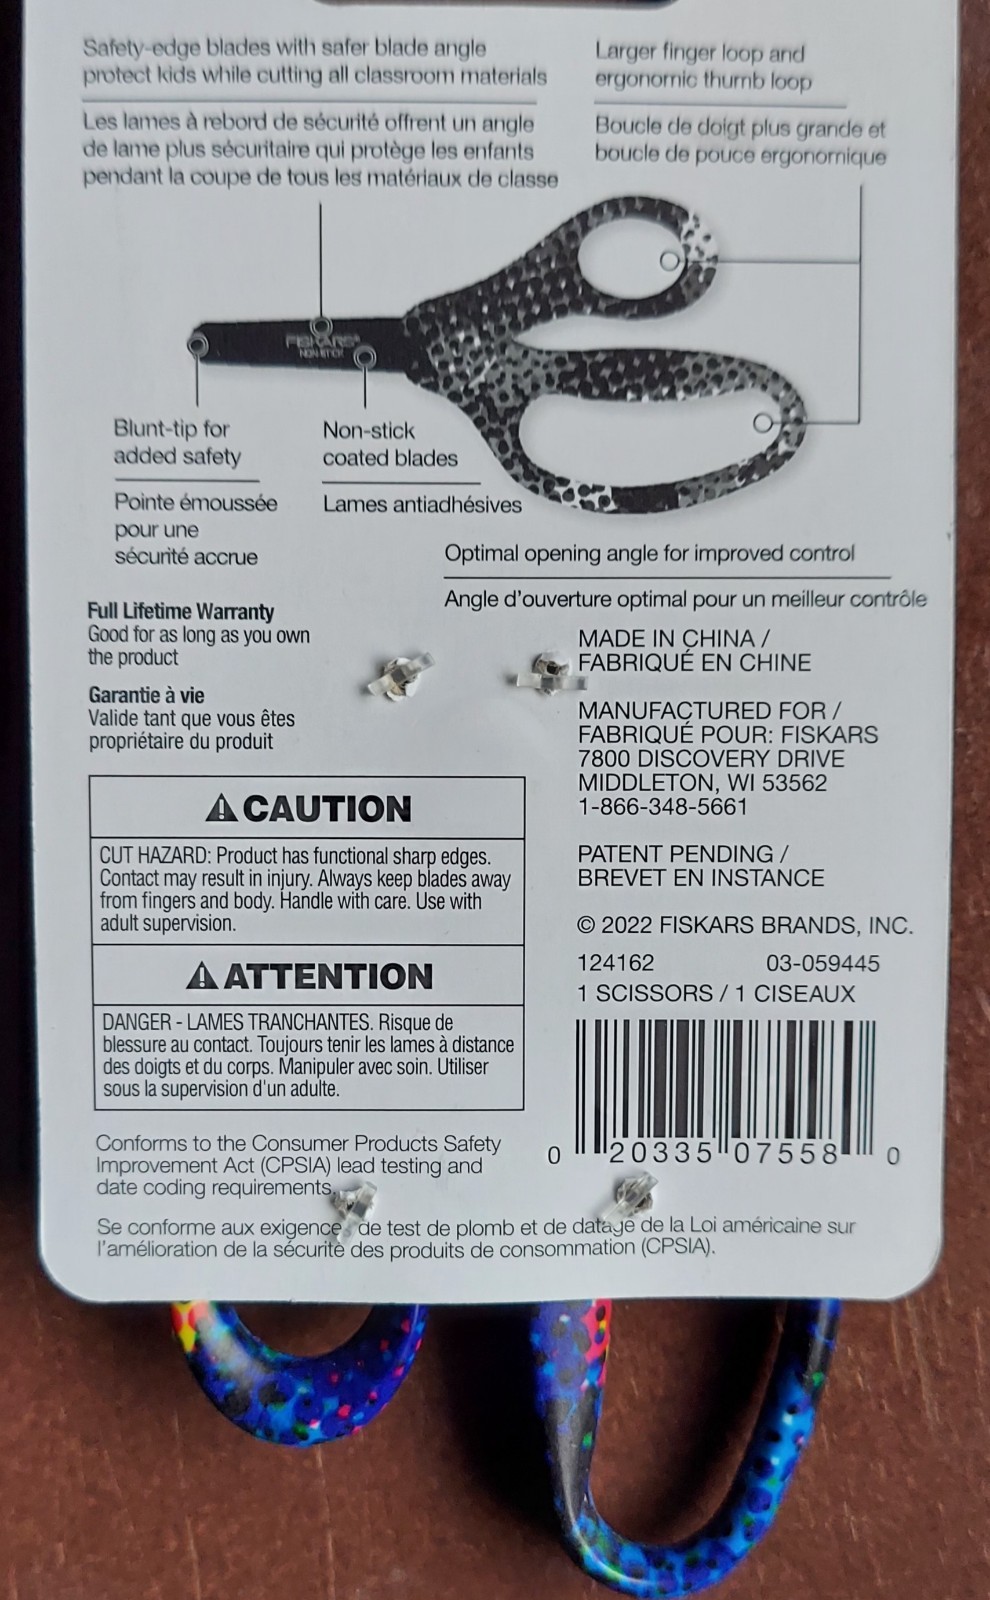 Safety-edge blades with safer blade angle
protect kids while cutting all classroom materials
Les lames à rebord de sécurité offrent un angle
de lame plus sécuritaire qui protège les enfants
pendant la coupe de tous les matériaux de classe
Larger finger loop and
ergonomic thumb loop
Boucle de doigt plus grande et
boucle de pouce ergonomique
FISKARS®
NON-STICK
Blunt-tip for
added safety
Pointe émoussée
pour une
sécurité accrue
Non-stick
coated blades
Lames antiadhésives
Optimal opening angle for improved control
Angle d'ouverture optimal pour un meilleur contrôle
Full Lifetime Warranty
Good for as long as you own
the product
Garantie à vie
Valide tant que vous êtes
propriétaire du produit
⚠ CAUTION
CUT HAZARD: Product has functional sharp edges.
Contact may result in injury. Always keep blades away
from fingers and body. Handle with care. Use with
adult supervision.
⚠ ATTENTION
DANGER - LAMES TRANCHANTES. Risque de
blessure au contact. Toujours tenir les lames à distance
des doigts et du corps. Manipuler avec soin. Utiliser
sous la supervision d'un adulte.
MADE IN CHINA /
FABRIQUÉ EN CHINE
MANUFACTURED FOR /
FABRIQUÉ POUR: FISKARS
7800 DISCOVERY DRIVE
MIDDLETON, WI 53562
1-866-348-5661
PATENT PENDING /
BREVET EN INSTANCE
© 2022 FISKARS BRANDS, INC.
124162 03-059445
1 SCISSORS / 1 CISEAUX
0 20335 07558 0
Conforms to the Consumer Products Safety
Improvement Act (CPSIA) lead testing and
date coding requirements.
Se conforme aux exigences de test de plomb et de datage de la Loi américaine sur
l'amélioration de la sécurité des produits de consommation (CPSIA).